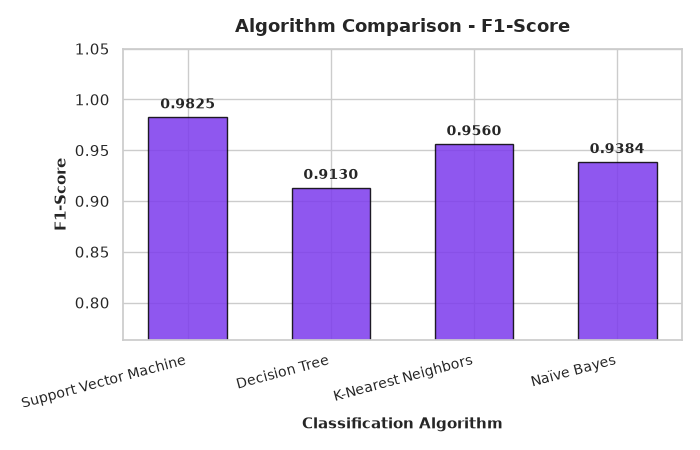 Algorithm Comparison - F1-Score
F1-Score
1.05
1.00
0.95
0.90
0.85
0.80
0.9825
0.9130
0.9560
0.9384
Support Vector Machine
Decision Tree
K-Nearest Neighbors
Naïve Bayes
Classification Algorithm